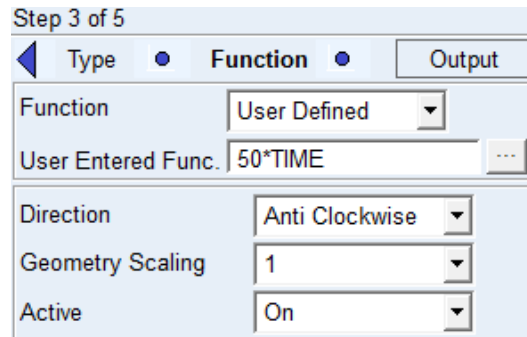 Step 3 of 5
Type Function Output
Function User Defined
User Entered Func. 50*TIME ...
Direction Anti Clockwise
Geometry Scaling 1
Active On